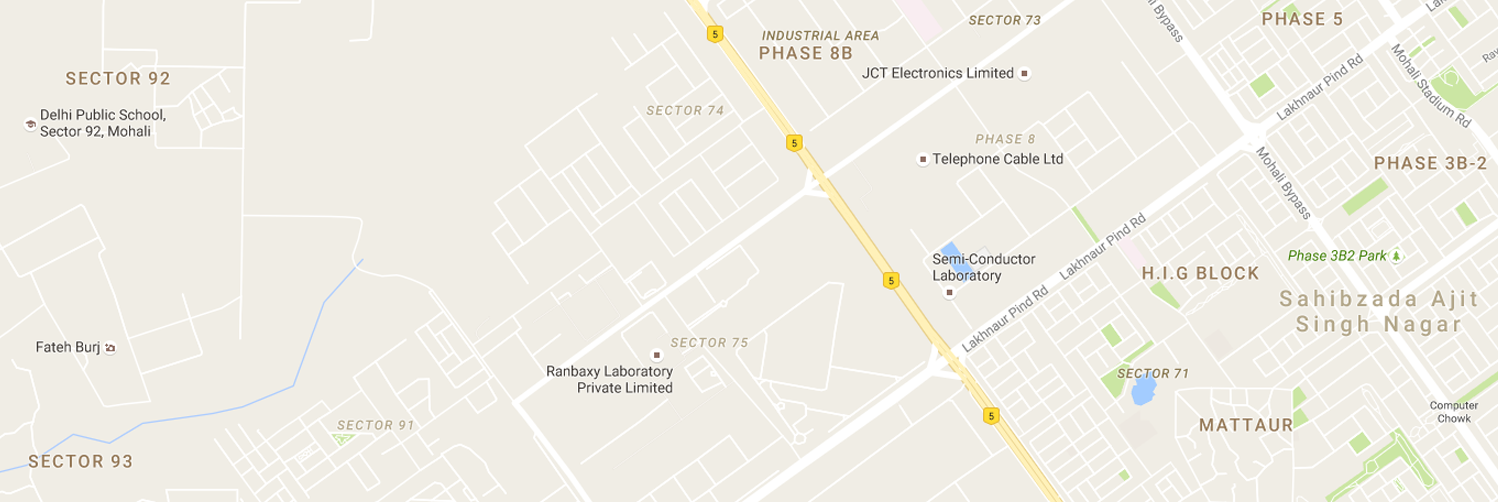 SECTOR 92
Delhi Public School,
Sector 92, Mohali
Fateh Burj
SECTOR 93
SECTOR 91
5
INDUSTRIAL AREA
PHASE 8B
SECTOR 73
JCT Electronics Limited
SECTOR 74
5
PHASE 8
Telephone Cable Ltd
Semi-Conductor
Laboratory
5
SECTOR 75
Ranbaxy Laboratory
Private Limited
5
Lakhnaur Pind Rd
Lakhnaur Pind Rd
Lakhnaur Pind Rd
Bypass
Mohali Bypass
PHASE 5
Mohali Stadium Rd
PHASE 3B-2
Phase 3B2 Park
H.I.G BLOCK
Sahibzada Ajit
Singh Nagar
SECTOR 71
MATTAUR
Computer
Chowk